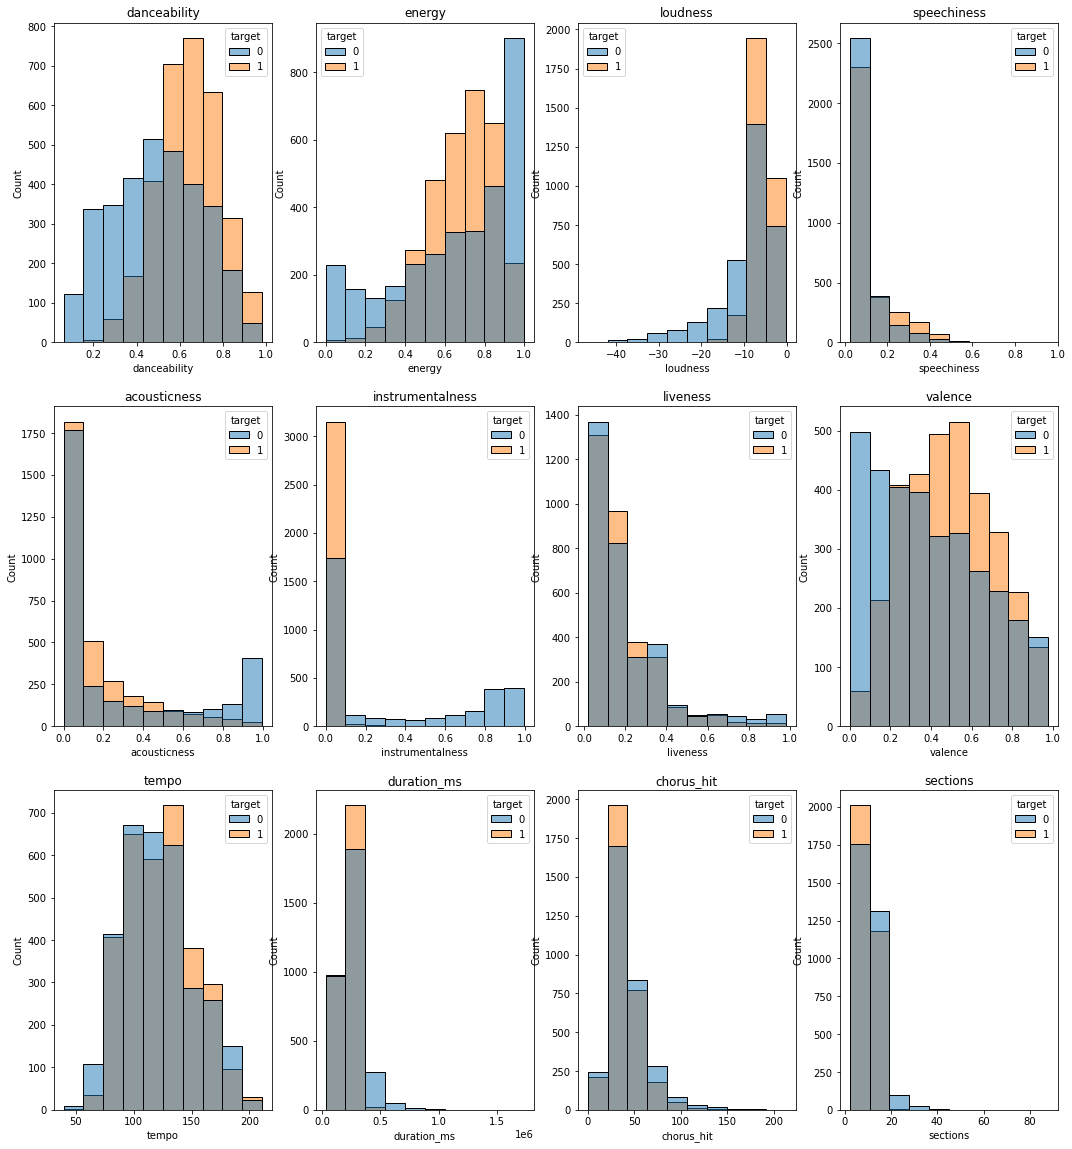 danceability
target
0
1
800
700
600
500
400
300
200
100
0
Count
0.2 0.4 0.6 0.8 1.0
danceability
energy
target
0
1
800
600
400
200
0
Count
0.0 0.2 0.4 0.6 0.8 1.0
energy
loudness
target
0
1
2000
1750
1500
1250
1000
750
500
250
0
Count
−40 −30 −20 −10 0
loudness
speechiness
target
0
1
2500
2000
1500
1000
500
0
Count
0.0 0.2 0.4 0.6 0.8 1.0
speechiness
acousticness
target
0
1
1750
1500
1250
1000
750
500
250
0
Count
0.0 0.2 0.4 0.6 0.8 1.0
acousticness
instrumentalness
target
0
1
3000
2500
2000
1500
1000
500
0
Count
0.0 0.2 0.4 0.6 0.8 1.0
instrumentalness
liveness
target
0
1
1400
1200
1000
800
600
400
200
0
Count
0.0 0.2 0.4 0.6 0.8 1.0
liveness
valence
target
0
1
500
400
300
200
100
0
Count
0.0 0.2 0.4 0.6 0.8 1.0
valence
tempo
target
0
1
700
600
500
400
300
200
100
0
Count
50 100 150 200
tempo
duration_ms
target
0
1
2000
1500
1000
500
0
Count
0.0 0.5 1.0 1.5
1e6
duration_ms
chorus_hit
target
0
1
2000
1750
1500
1250
1000
750
500
250
0
Count
0 50 100 150 200
chorus_hit
sections
target
0
1
2000
1750
1500
1250
1000
750
500
250
0
Count
0 20 40 60 80
sections